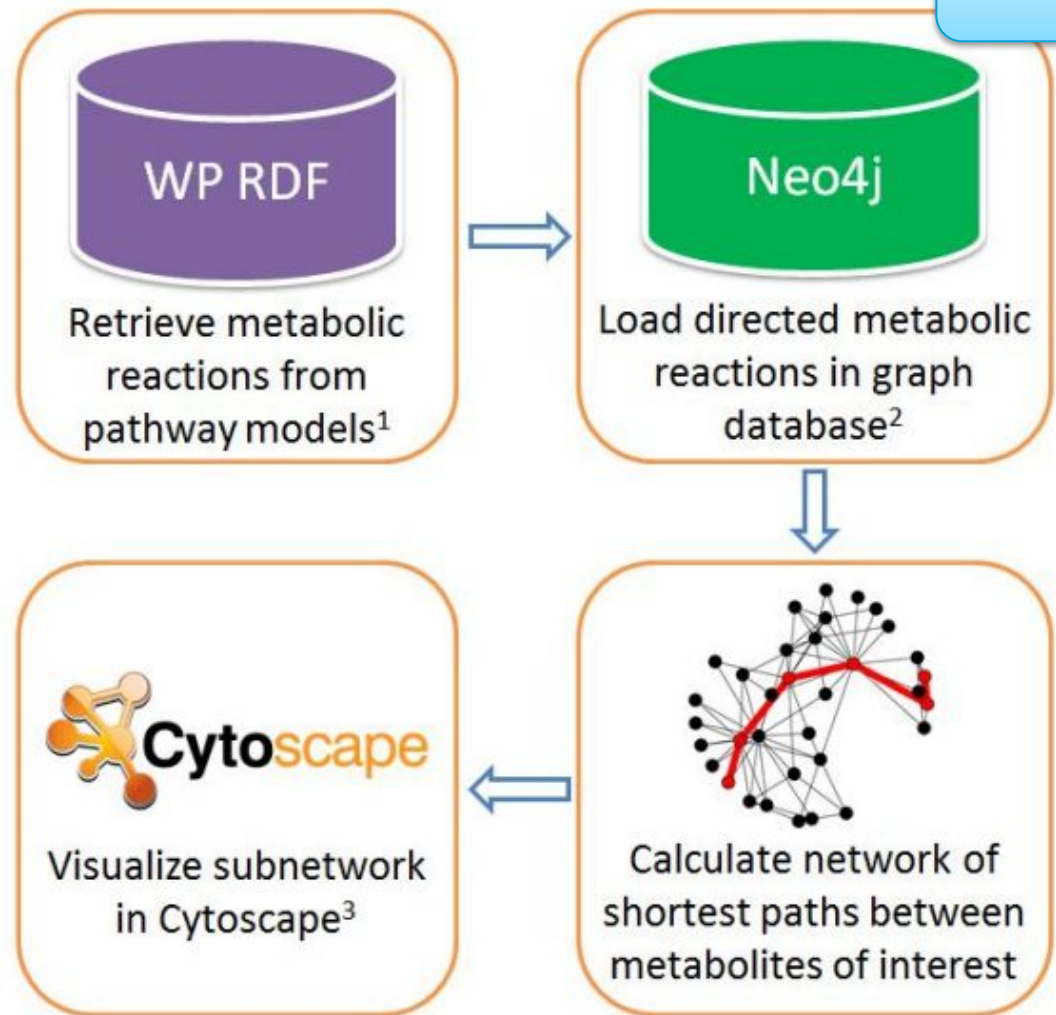 WP RDF
Retrieve metabolic
reactions from
pathway models¹
Neo4j
Load directed metabolic
reactions in graph
database²
Calculate network of
shortest paths between
metabolites of interest
Cytoscape
Visualize subnetwork
in Cytoscape³